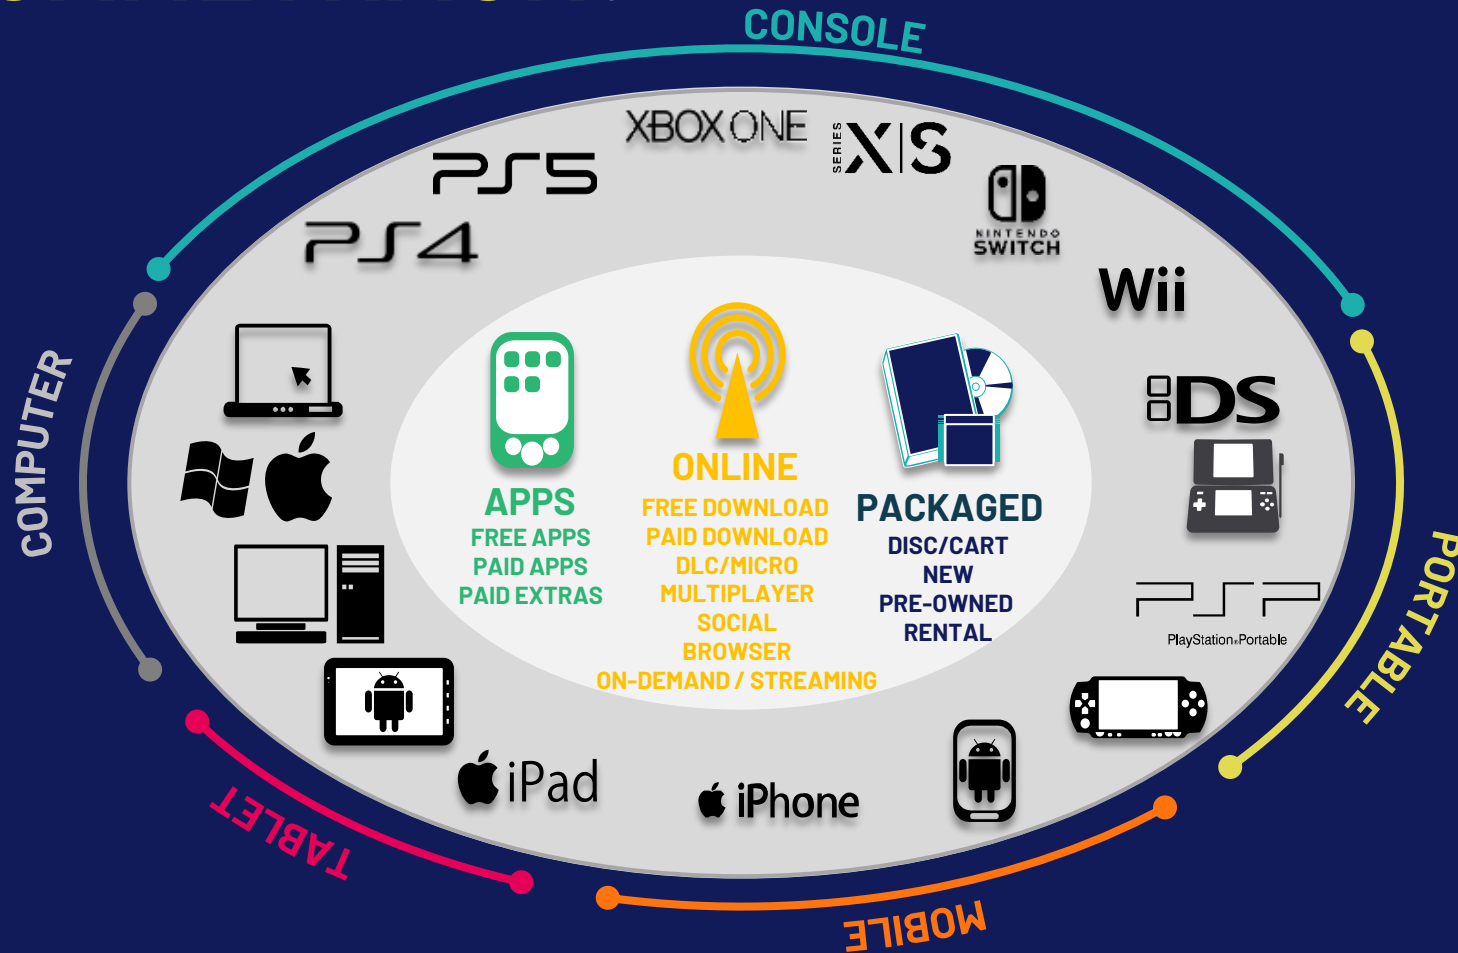 CONSOLE
XBOX ONE
SERIES X|S
PS5
PS4
NINTENDO
SWITCH
Wii
COMPUTER
DS
PORTABLE
PSP
PlayStation®Portable
APPS
FREE APPS
PAID APPS
PAID EXTRAS
ONLINE
FREE DOWNLOAD
PAID DOWNLOAD
DLC/MICRO
MULTIPLAYER
SOCIAL
BROWSER
ON-DEMAND / STREAMING
PACKAGED
DISC/CART
NEW
PRE-OWNED
RENTAL
iPad
iPhone
TABLET
MOBILE